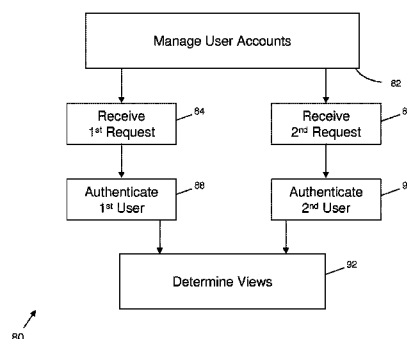 Manage User Accounts
82
Receive
1st Request
84
Receive
2nd Request
Authenticate
1st User
88
Authenticate
2nd User
Determine Views
92
80